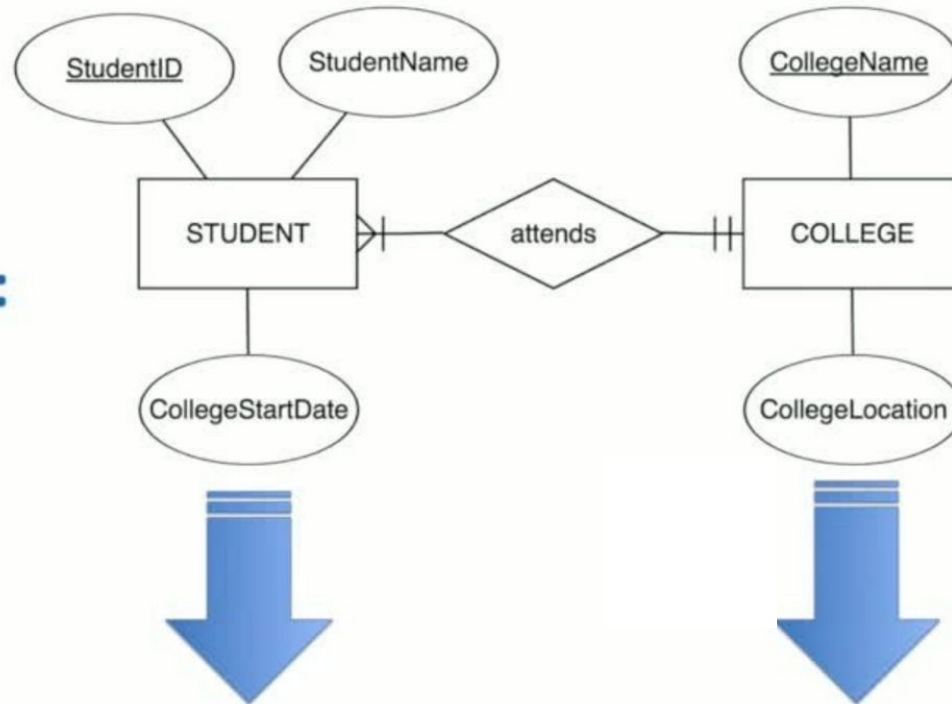 StudentID
StudentName
CollegeName
STUDENT
attends
COLLEGE
:
CollegeStartDate
CollegeLocation